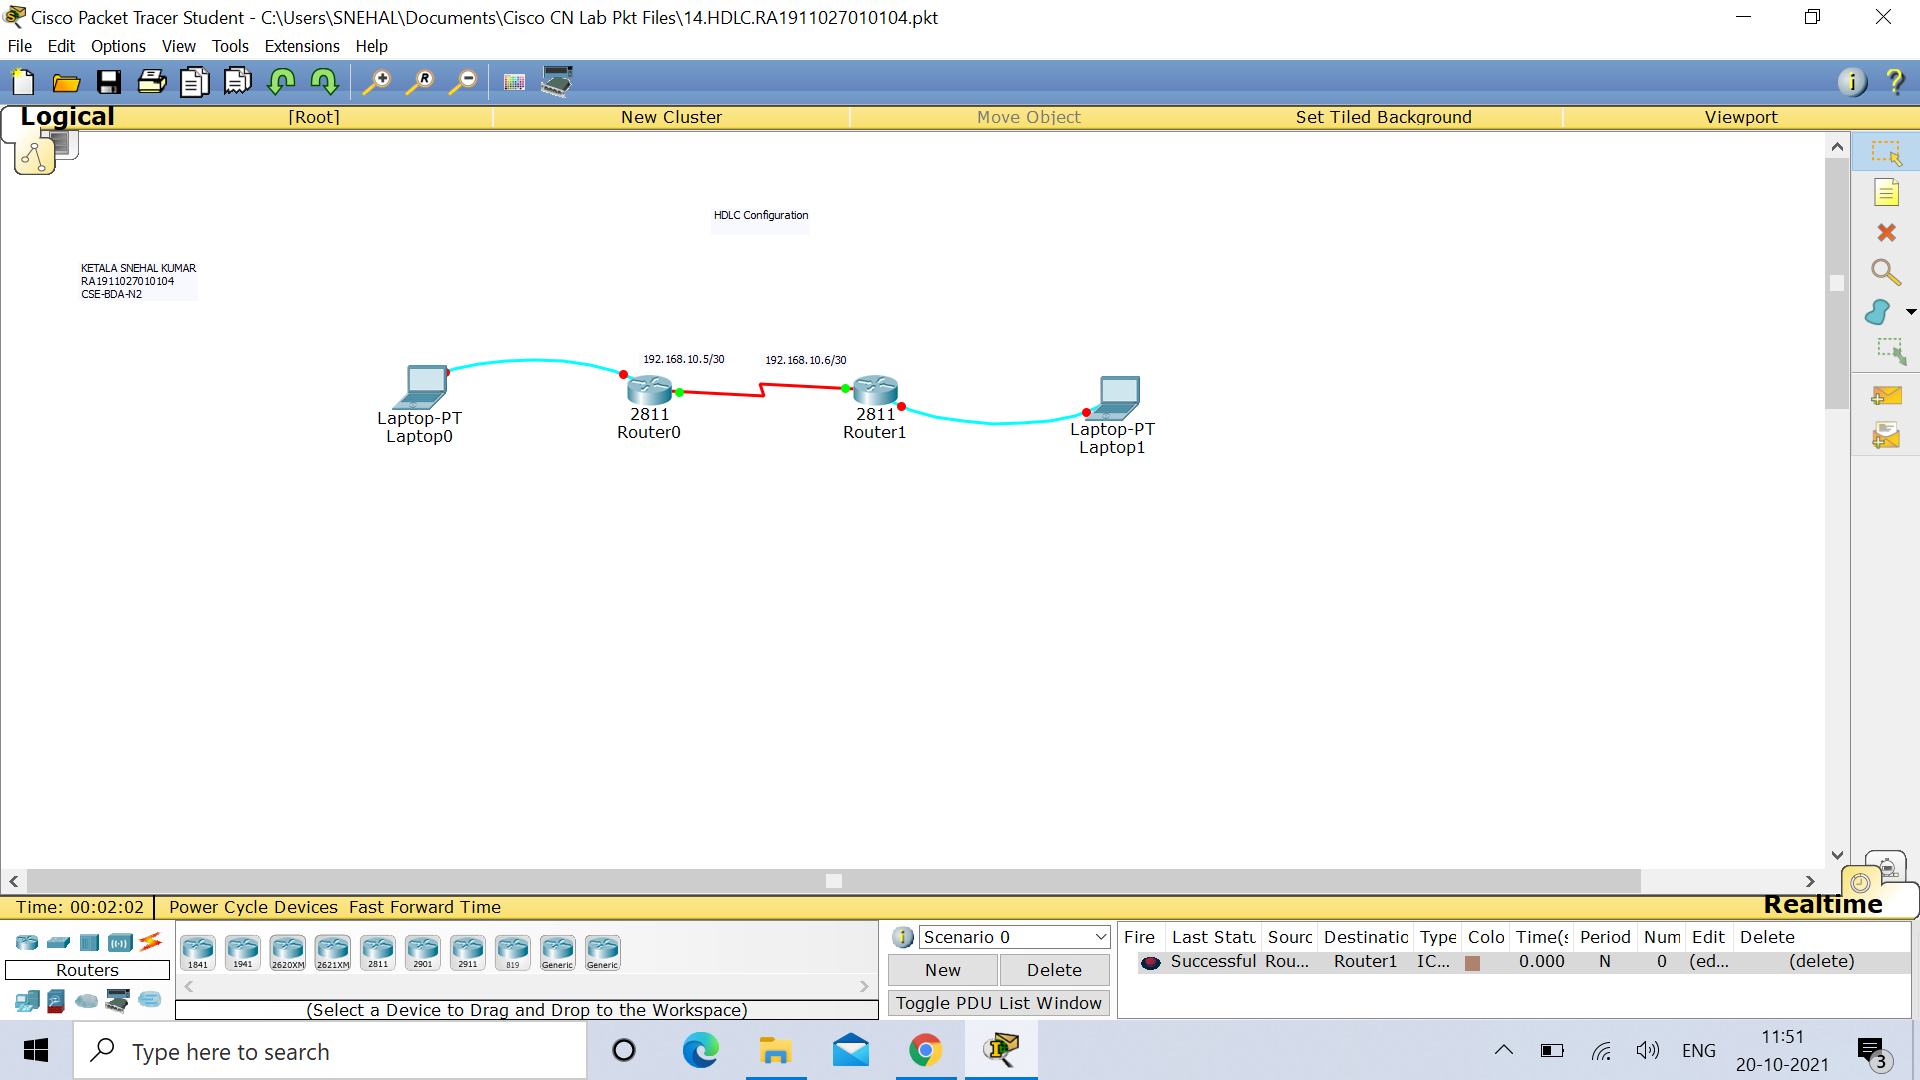 Cisco Packet Tracer Student - C:\Users\SNEHAL\Documents\Cisco CN Lab Pkt Files\14.HDLC.RA1911027010104.pkt
File Edit Options View Tools Extensions Help
Logical [Root] New Cluster Move Object Set Tiled Background Viewport
HDLC Configuration
KETALA SNEHAL KUMAR
RA1911027010104
CSE-BDA-N2
192.168.10.5/30 192.168.10.6/30
Laptop-PT
Laptop0
2811
Router0
2811
Router1
Laptop-PT
Laptop1
Time: 00:02:02 Power Cycle Devices Fast Forward Time Realtime
Routers
1841 1941 2620XM 2621XM 2811 2901 2911 819 Generic Generic
(Select a Device to Drag and Drop to the Workspace)
Scenario 0
New Delete
Toggle PDU List Window
Fire Last Statu Sourc Destinatio Type Colo Time(s Period Num Edit Delete
Successful Rou... Router1 IC... 0.000 N 0 (ed... (delete)
Type here to search
ENG
11:51
20-10-2021
3